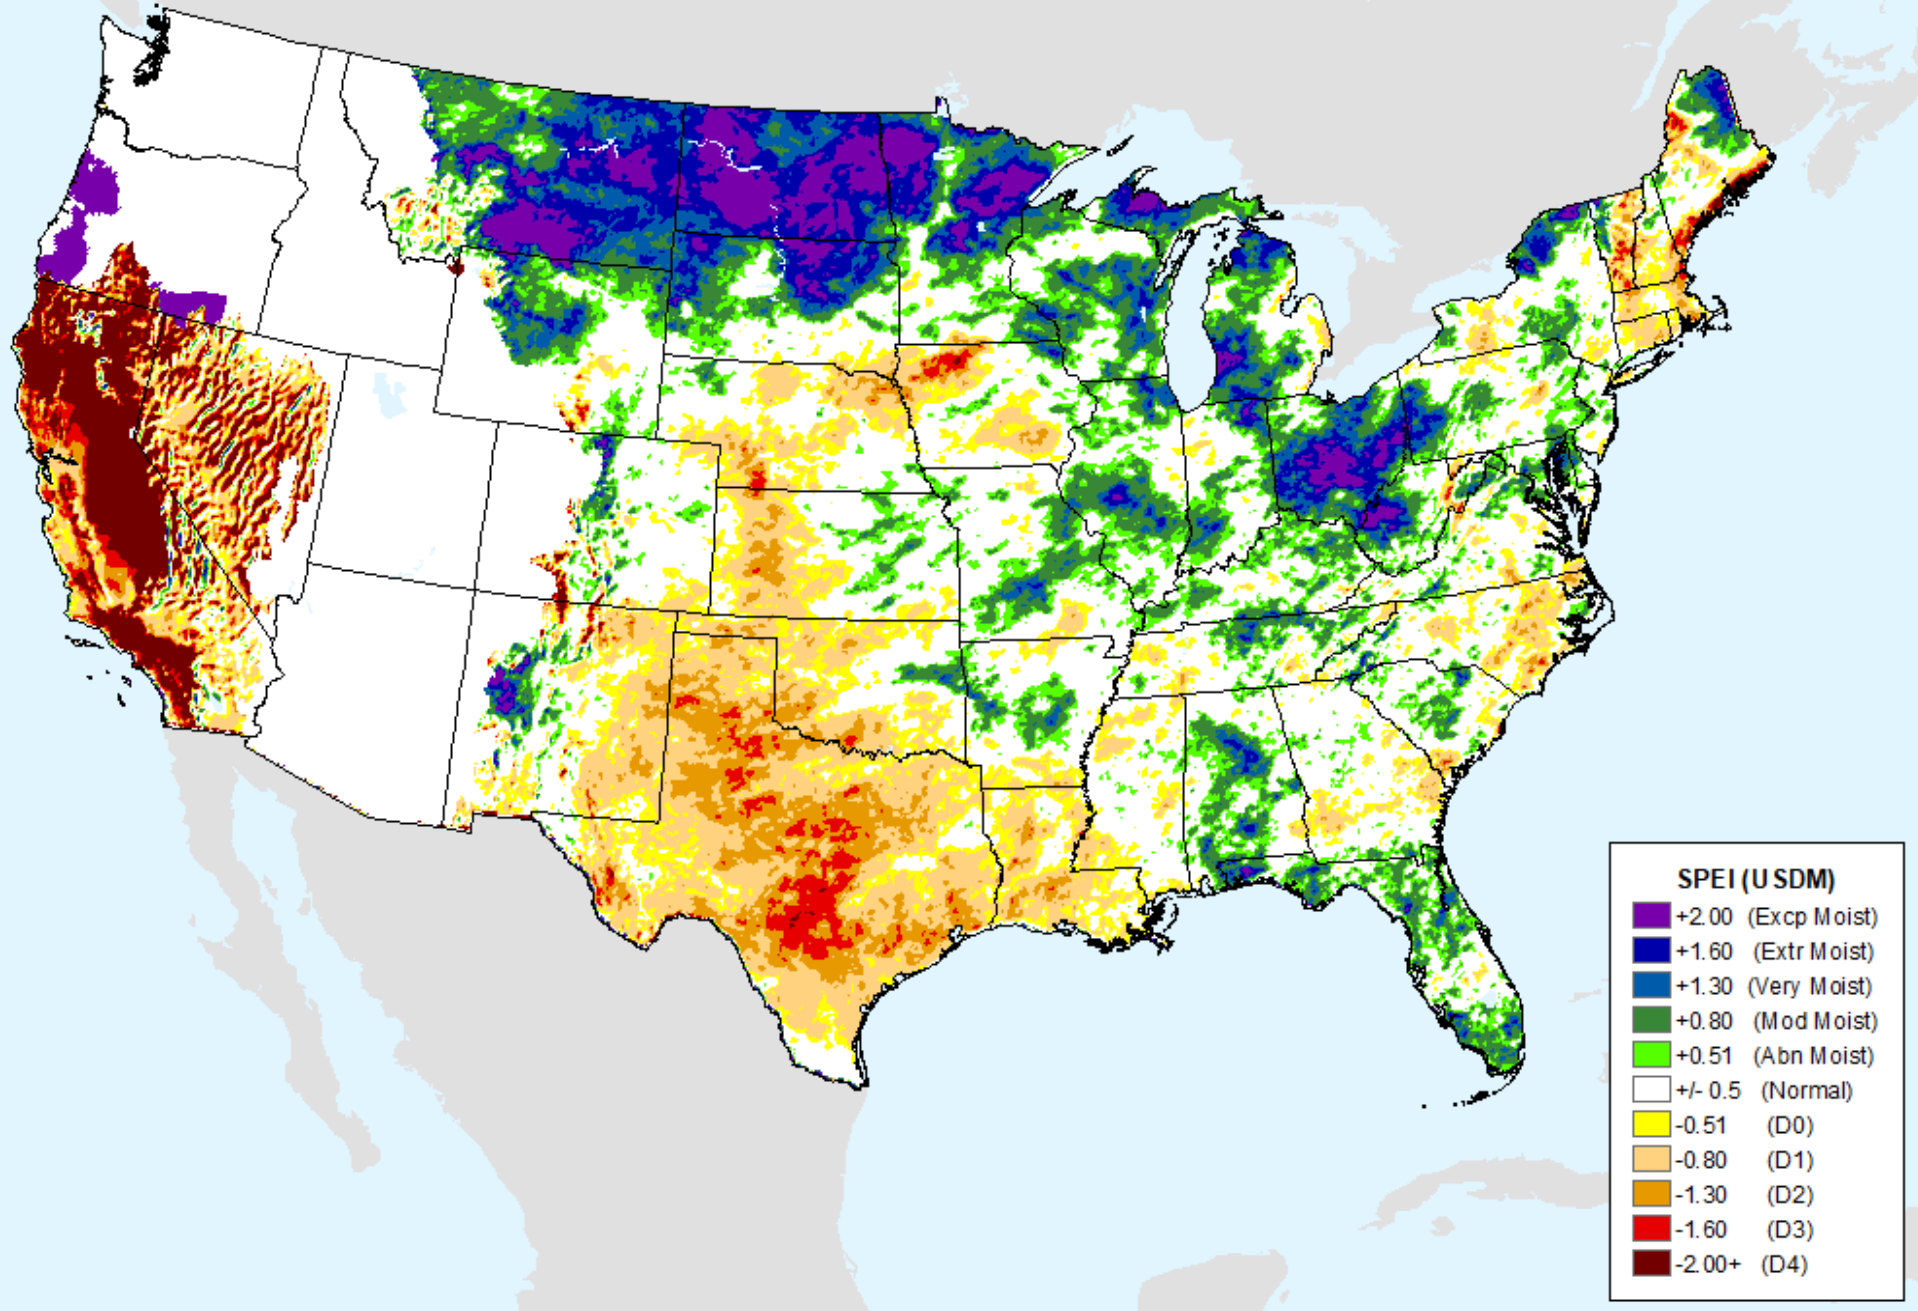 SPEI (USDM)
+2.00 (Excp Moist)
+1.60 (Extr Moist)
+1.30 (Very Moist)
+0.80 (Mod Moist)
+0.51 (Abn Moist)
+/- 0.5 (Normal)
-0.51 (D0)
-0.80 (D1)
-1.30 (D2)
-1.60 (D3)
-2.00+ (D4)